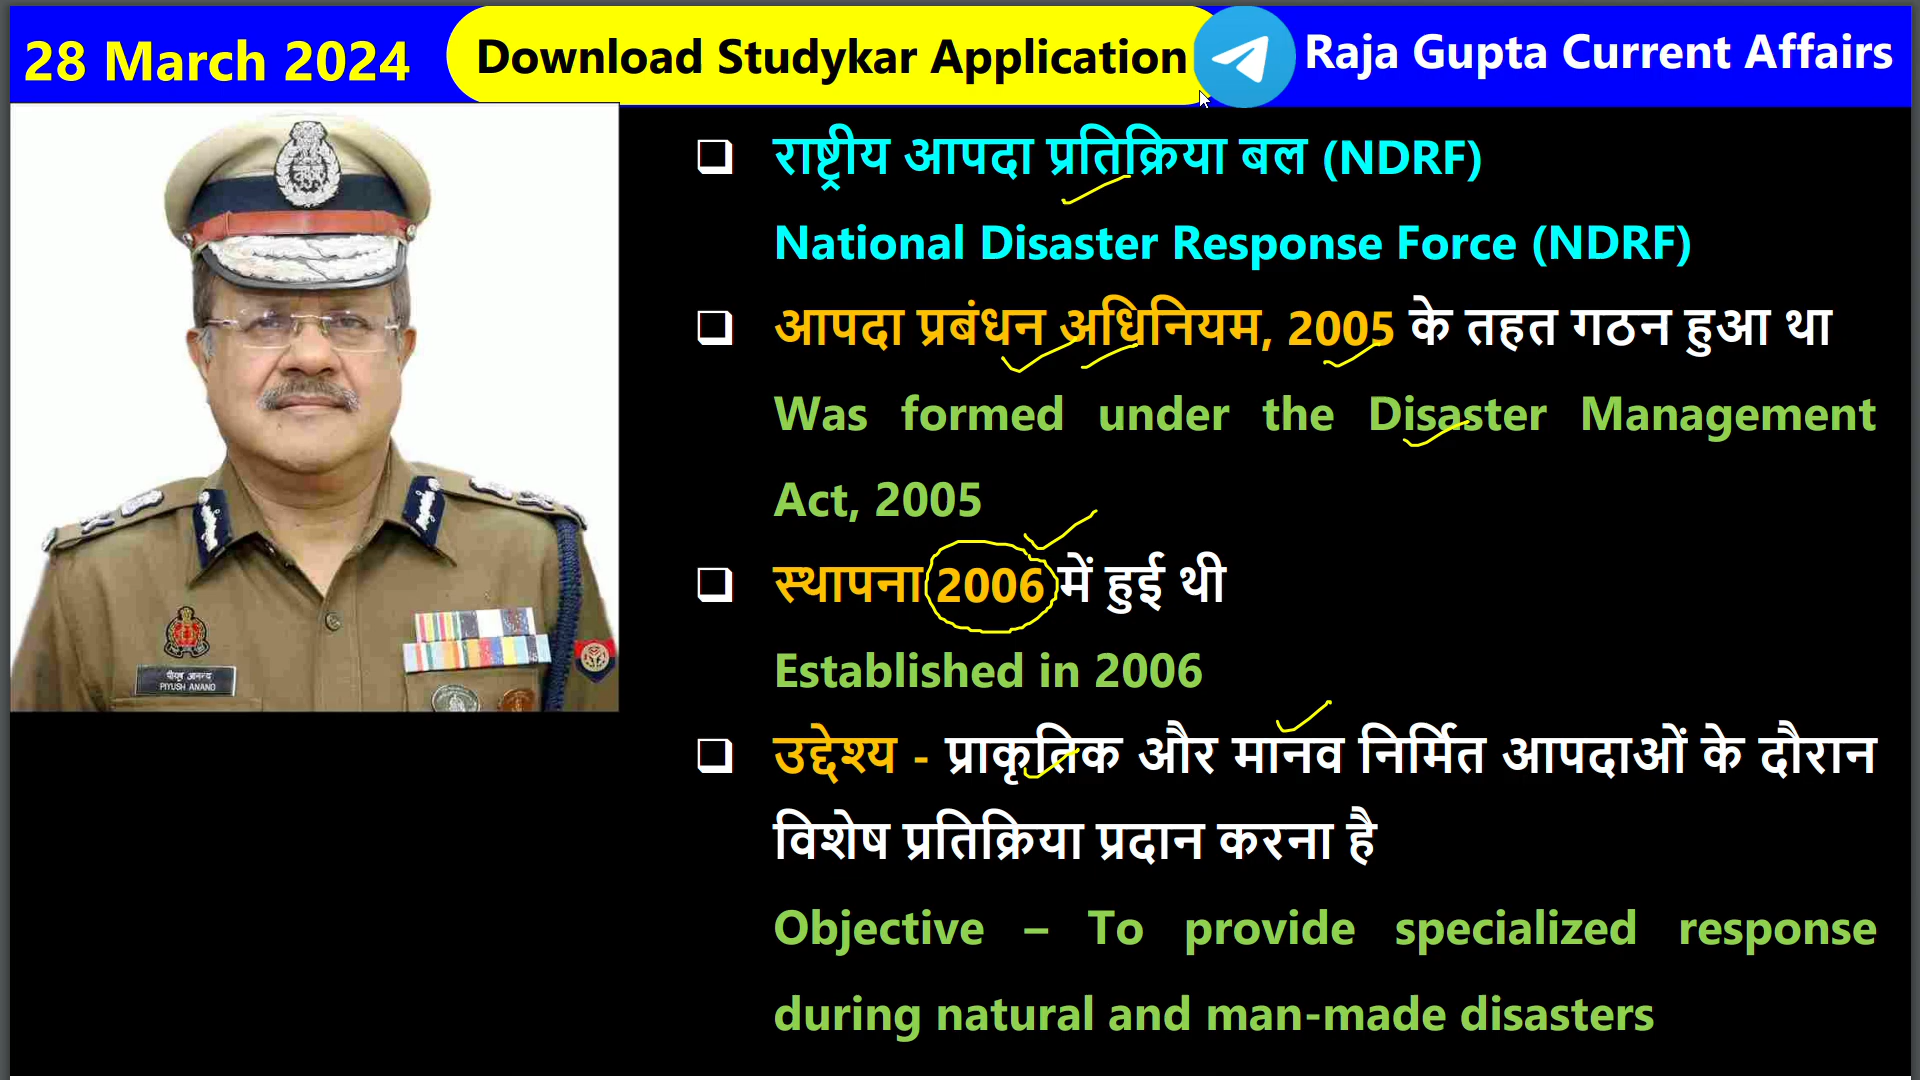 28 March 2024
Download Studykar Application
Raja Gupta Current Affairs
राष्ट्रीय आपदा प्रतिक्रिया बल (NDRF)
National Disaster Response Force (NDRF)
आपदा प्रबंधन अधिनियम, 2005 के तहत गठन हुआ था
Was formed under the Disaster Management
Act, 2005
स्थापना 2006 में हुई थी
Established in 2006
उद्देश्य - प्राकृतिक और मानव निर्मित आपदाओं के दौरान
विशेष प्रतिक्रिया प्रदान करना है
Objective – To provide specialized response
during natural and man-made disasters
पीयूष आनन्द
PIYUSH ANAND